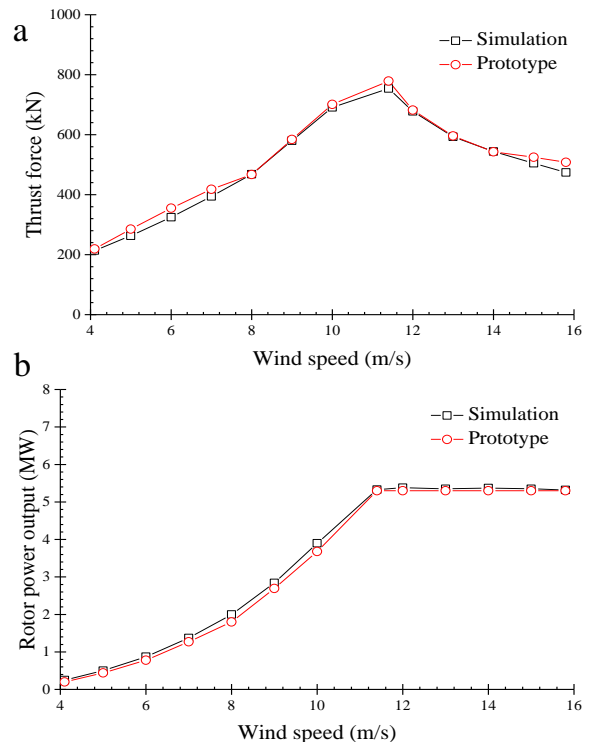 a
1000
800
600
400
200
0
Thrust force (kN)
Simulation
Prototype
4 6 8 10 12 14 16
Wind speed (m/s)
b
8
7
6
5
4
3
2
1
0
Rotor power output (MW)
Simulation
Prototype
4 6 8 10 12 14 16
Wind speed (m/s)